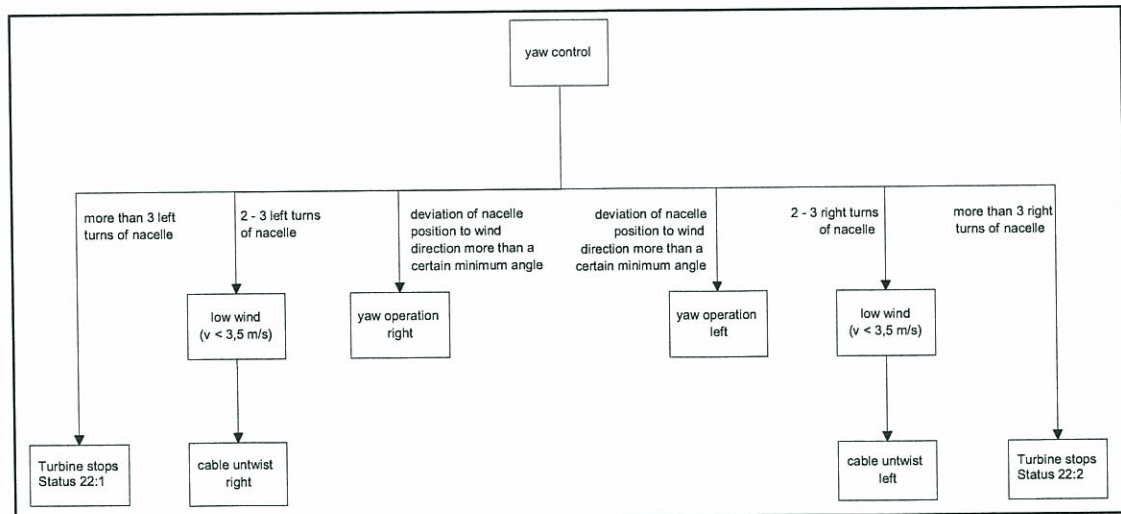 yaw control
more than 3 left
turns of nacelle
2 - 3 left turns
of nacelle
deviation of nacelle
position to wind
direction more than a
certain minimum angle
deviation of nacelle
position to wind
direction more than a
certain minimum angle
2 - 3 right turns
of nacelle
more than 3 right
turns of nacelle
low wind
(v < 3,5 m/s)
yaw operation
right
yaw operation
left
low wind
(v < 3,5 m/s)
Turbine stops
Status 22:1
cable untwist
right
cable untwist
left
Turbine stops
Status 22:2